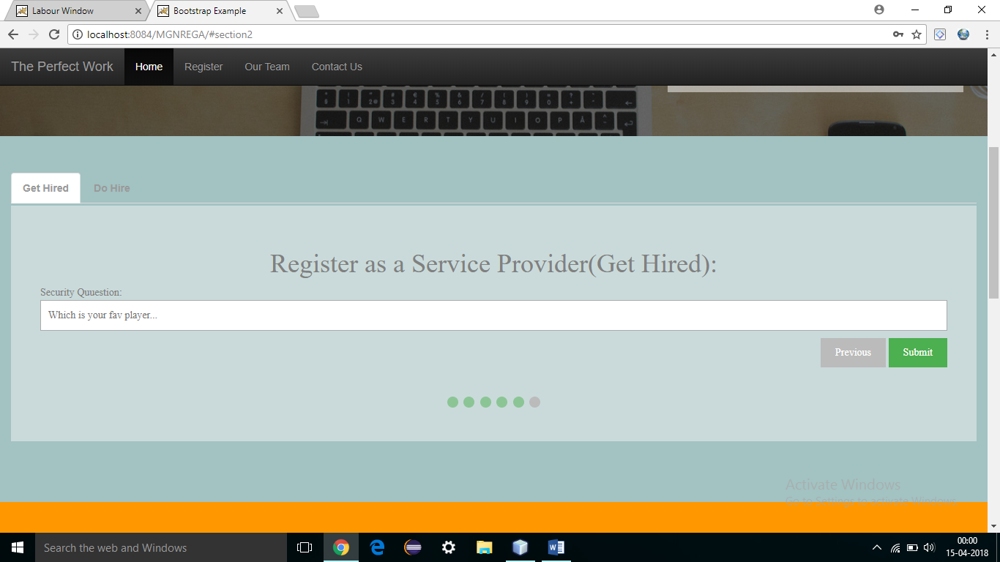 Labour Window
Bootstrap Example
localhost:8084/MGNREGA/#section2
The Perfect Work Home Register Our Team Contact Us
Q W E R T Y U I O P Å
Get Hired Do Hire
Register as a Service Provider(Get Hired):
Security Quuestion:
Which is your fav player...
Previous Submit
Activate Windows
Go to Settings to activate Windows.
Search the web and Windows
00:00
15-04-2018